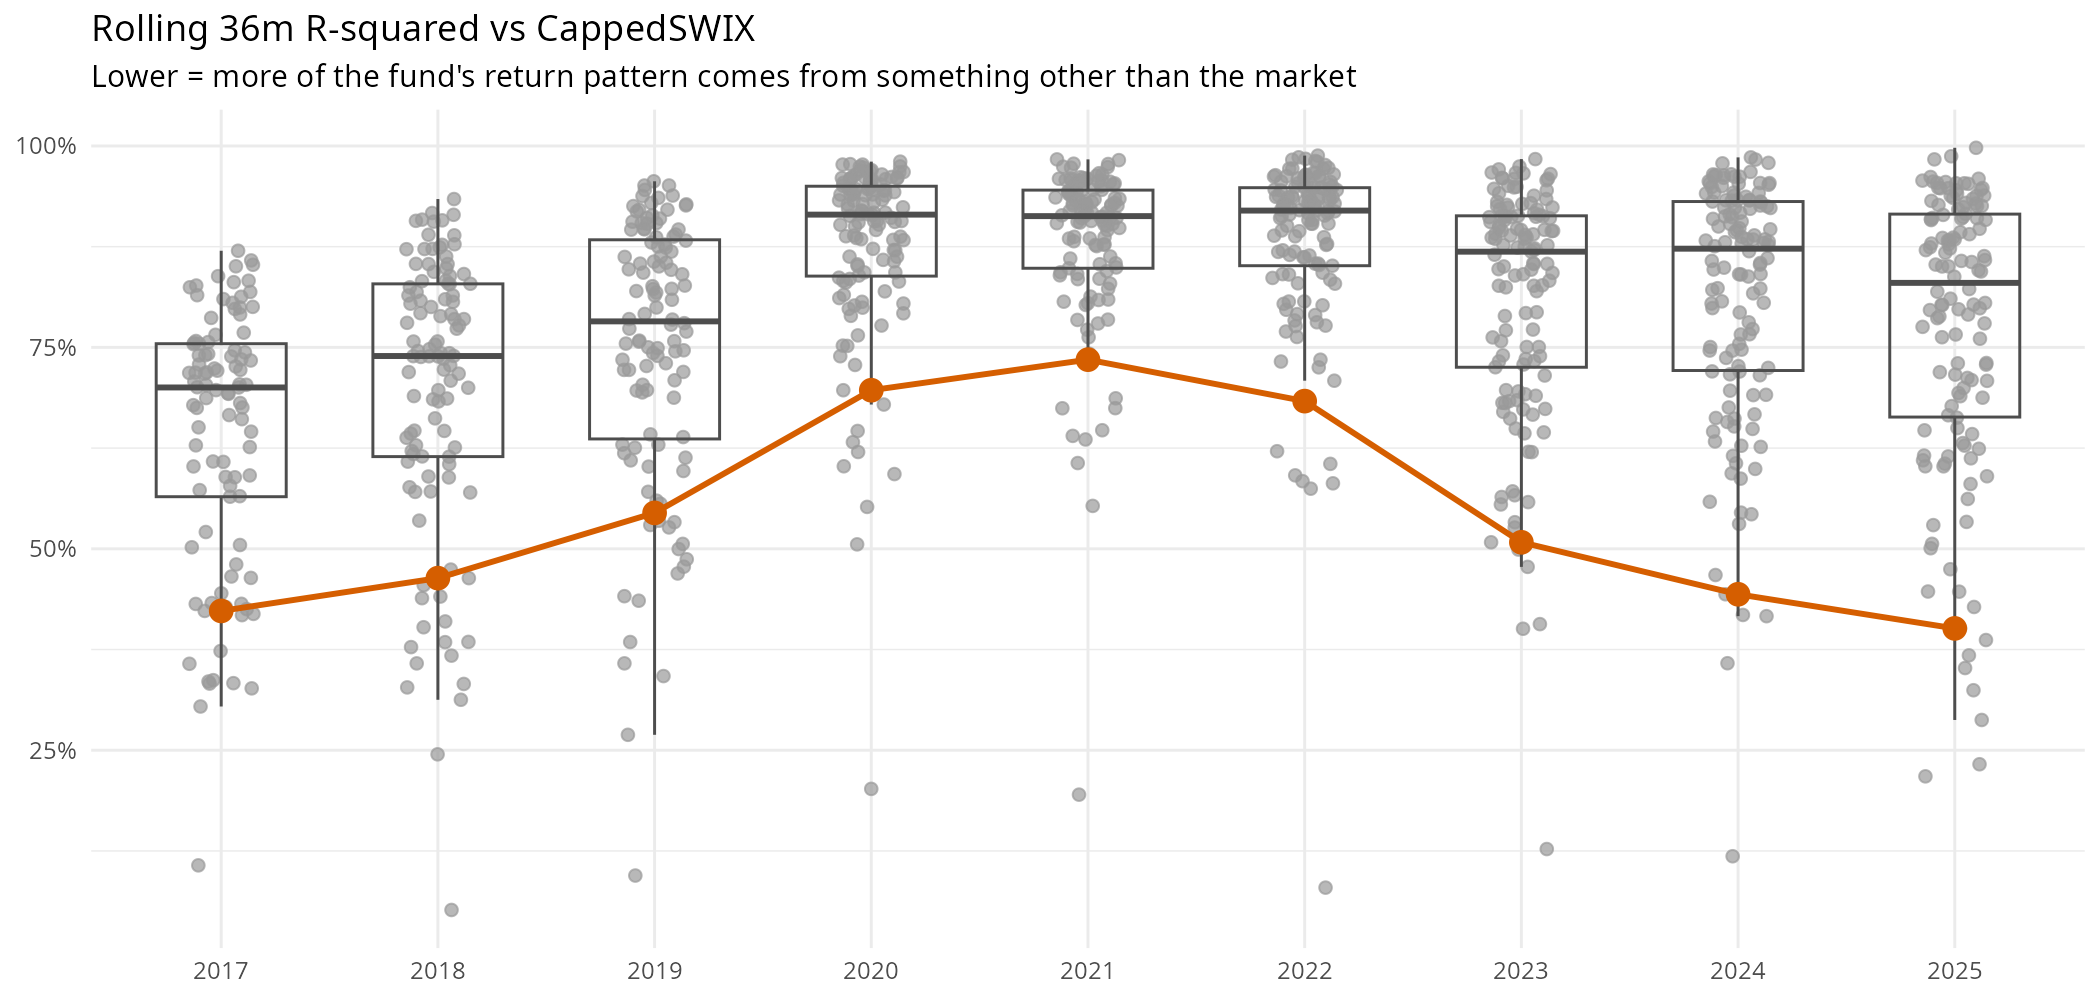 Rolling 36m R-squared vs CappedSWIX
Lower = more of the fund's return pattern comes from something other than the market
100%
75%
50%
25%
2017 2018 2019 2020 2021 2022 2023 2024 2025